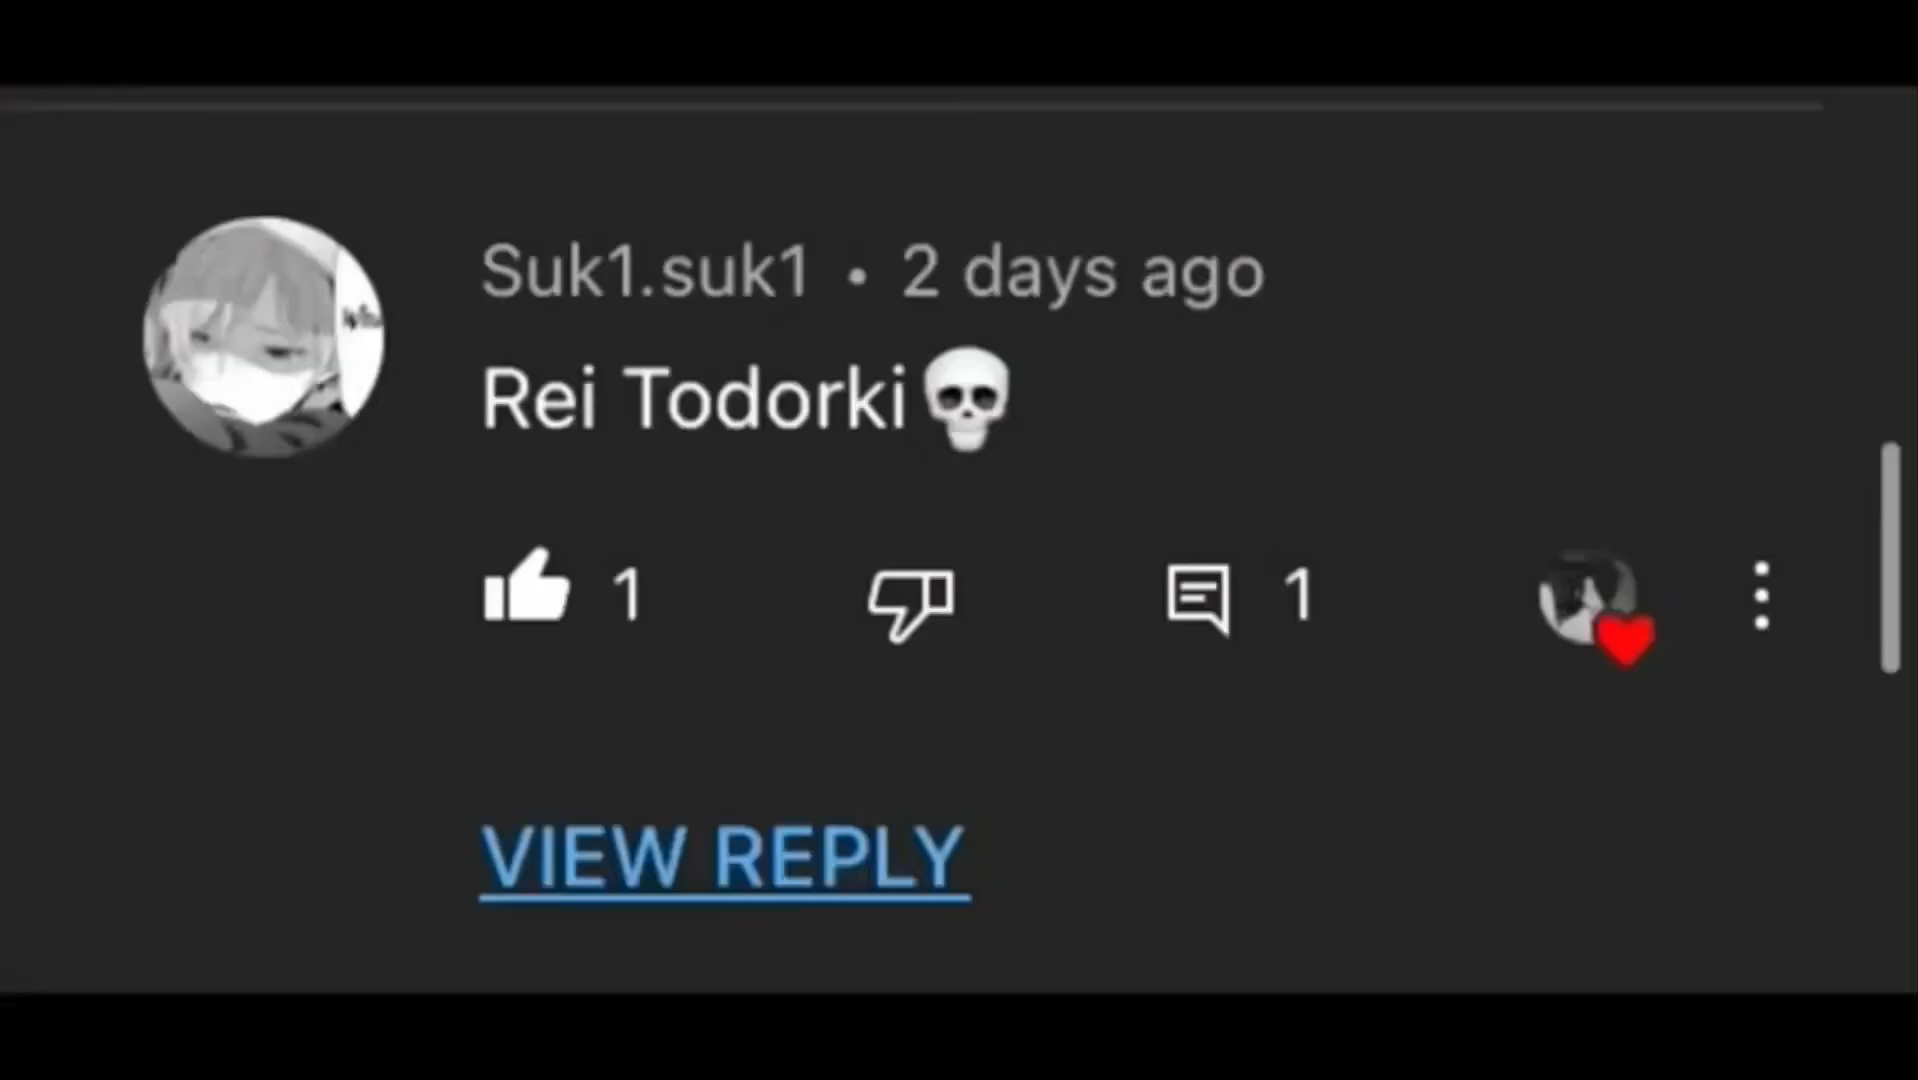 Suk1.suk1 • 2 days ago
Rei Todorki💀
1 1
VIEW REPLY